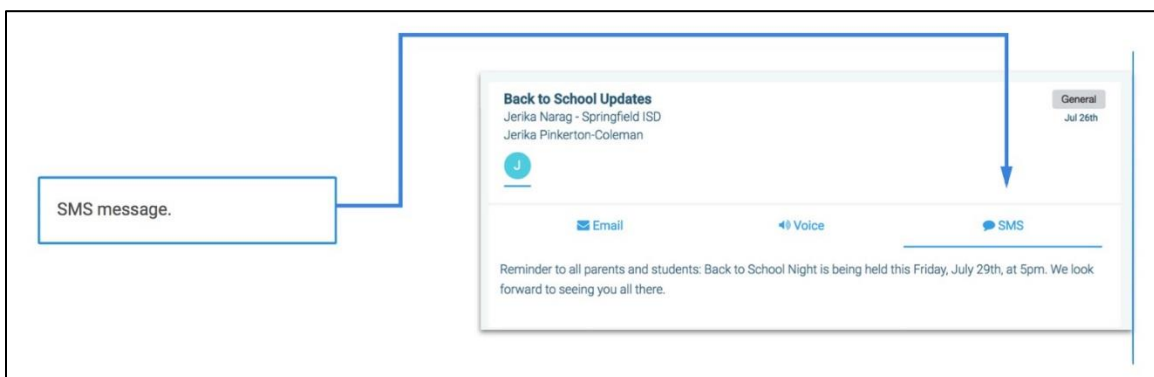 SMS message.
Back to School Updates
General
Jerika Narag - Springfield ISD
Jul 26th
Jerika Pinkerton-Coleman
J
Email
Voice
SMS
Reminder to all parents and students: Back to School Night is being held this Friday, July 29th, at 5pm. We look
forward to seeing you all there.